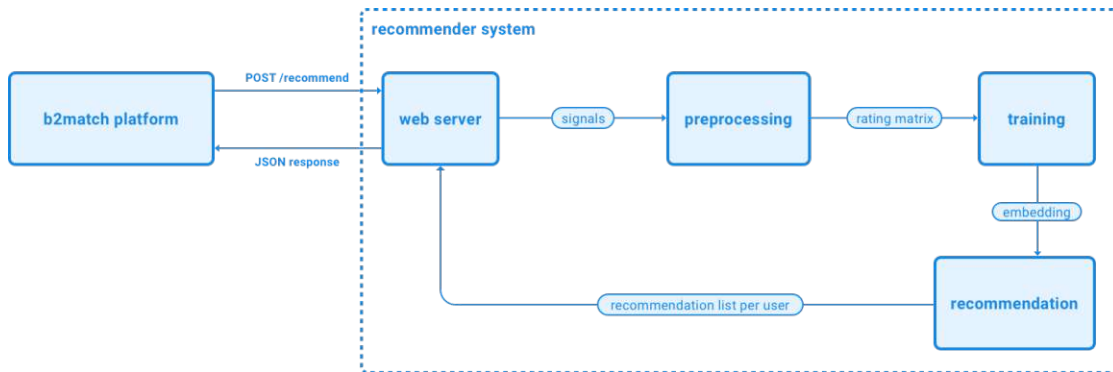 recommender system
POST /recommend
b2match platform
web server
signals
preprocessing
rating matrix
training
JSON response
embedding
recommendation list per user
recommendation